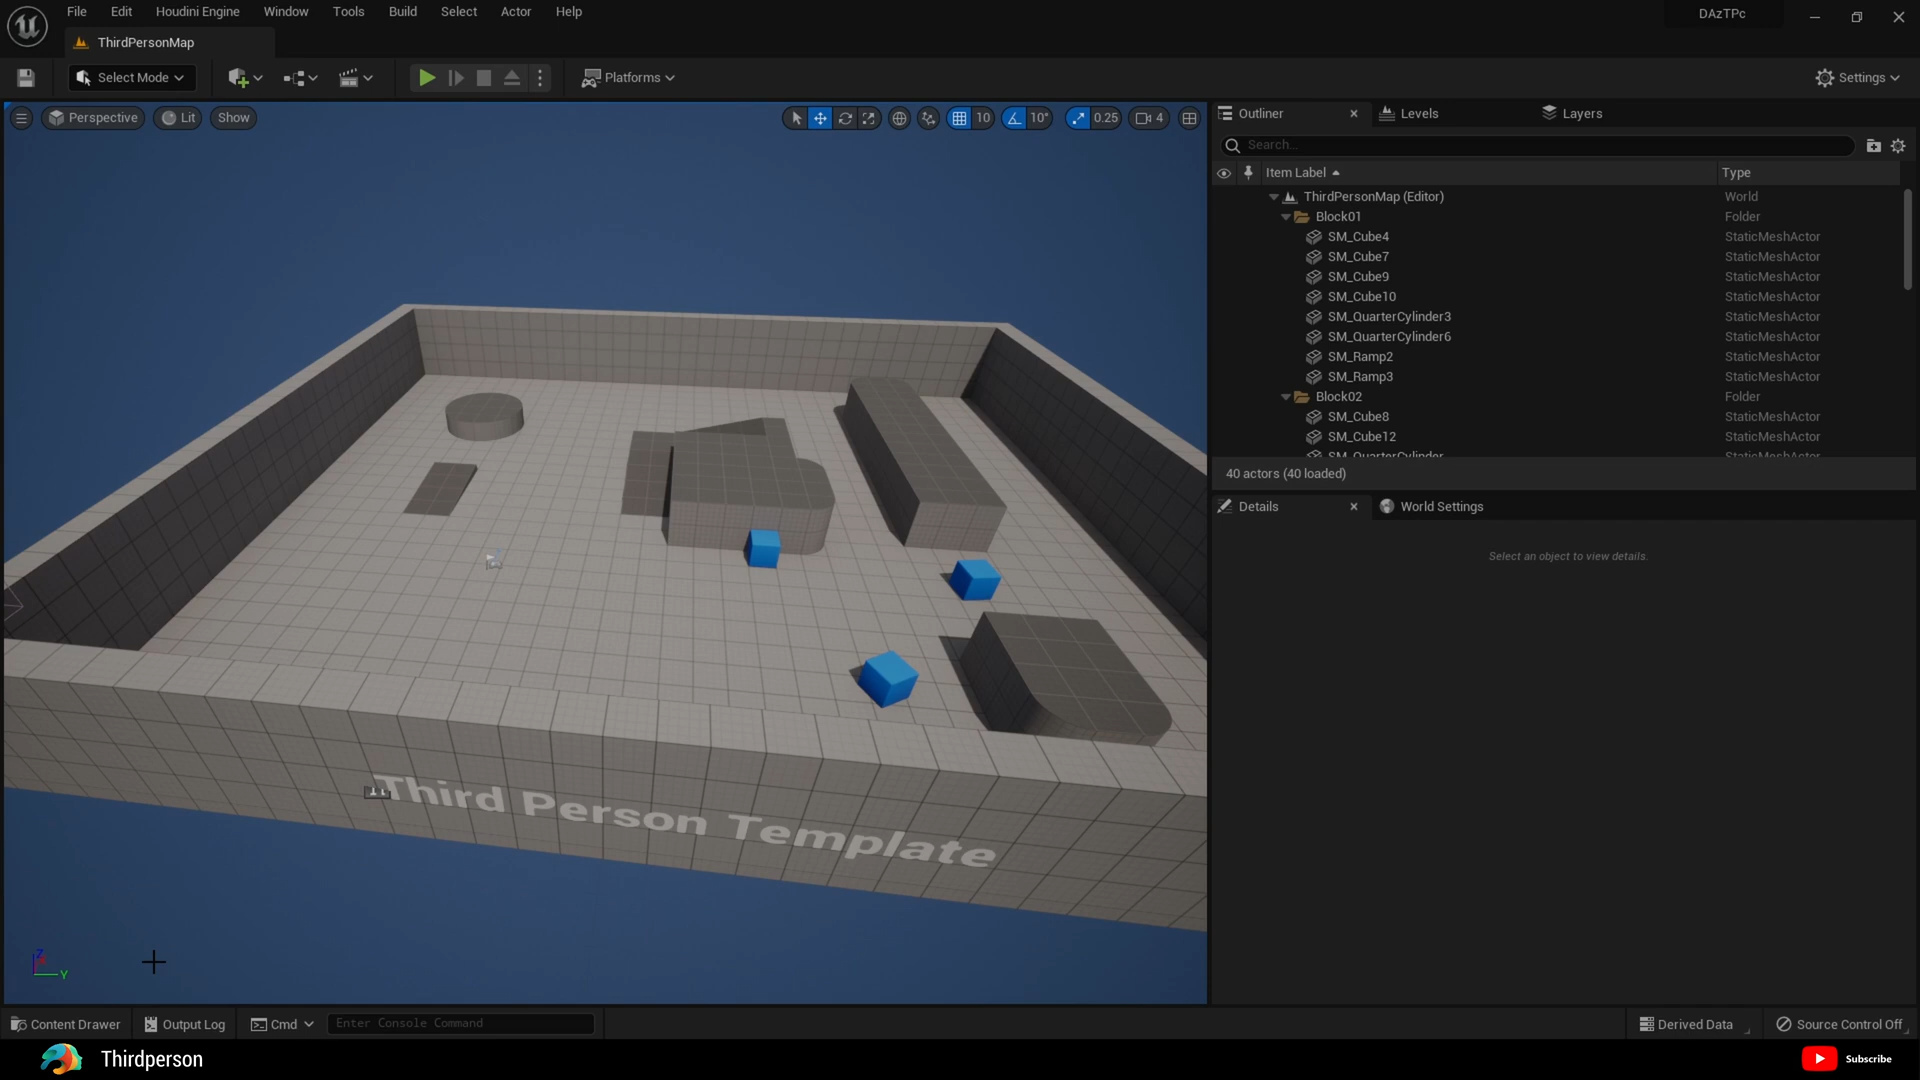 File Edit Houdini Engine Window Tools Build Select Actor Help DAzTPc
ThirdPersonMap
Select Mode Platforms Settings
Perspective Lit Show 10 10° 0.25 4
Outliner Levels Layers
Search...
Item Label Type
ThirdPersonMap (Editor) World
Block01 Folder
SM_Cube4 StaticMeshActor
SM_Cube7 StaticMeshActor
SM_Cube9 StaticMeshActor
SM_Cube10 StaticMeshActor
SM_QuarterCylinder3 StaticMeshActor
SM_QuarterCylinder6 StaticMeshActor
SM_Ramp2 StaticMeshActor
SM_Ramp3 StaticMeshActor
Block02 Folder
SM_Cube8 StaticMeshActor
SM_Cube12 StaticMeshActor
SM_QuarterCylinder StaticMeshActor
40 actors (40 loaded)
Details World Settings
Select an object to view details.
Third Person Template
Z
Y
Content Drawer Output Log Cmd Enter Console Command Derived Data Source Control Off
Thirdperson Subscribe